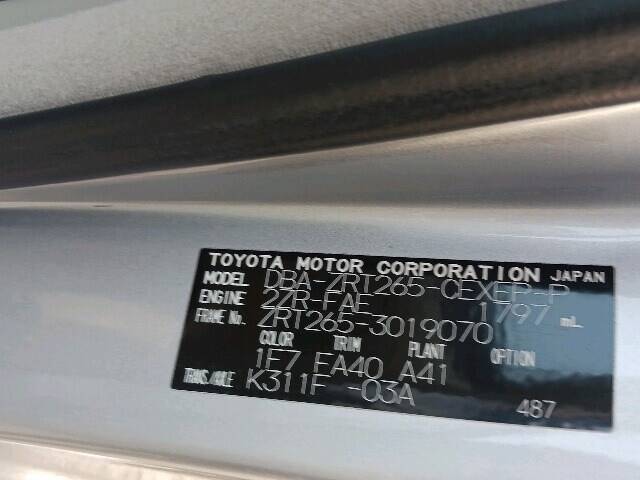 TOYOTA MOTOR CORPORATION JAPAN
MODEL DBA-ZRT265-CEXEP-P
ENGINE 2ZR-FAE 1797 mL
FRAME No. ZRT265-3019070
COLOR TRIM PLANT OPTION
1F7 FA40 A41
TRANS./AXLE K311F -03A
487